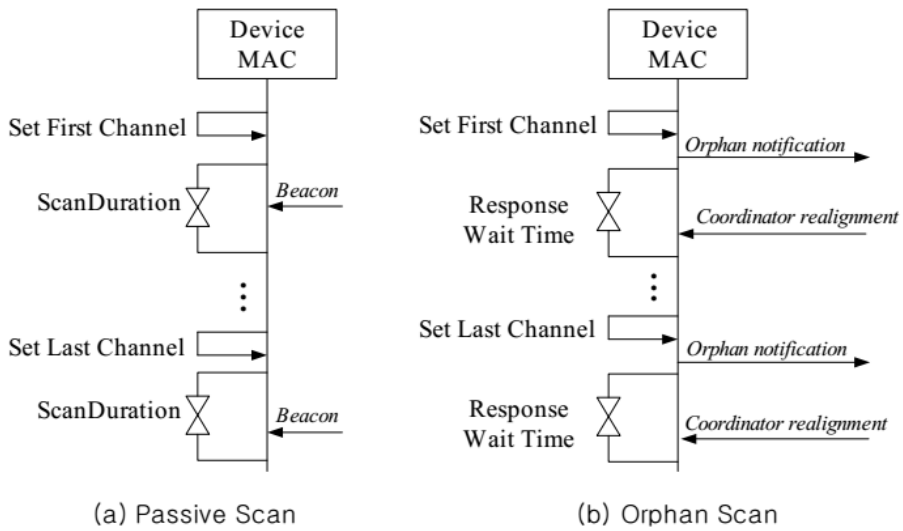 Device
MAC
Set First Channel
ScanDuration
Beacon
Set Last Channel
ScanDuration
Beacon
(a) Passive Scan
Device
MAC
Set First Channel
Orphan notification
Response
Wait Time
Coordinator realignment
Set Last Channel
Orphan notification
Response
Wait Time
Coordinator realignment
(b) Orphan Scan